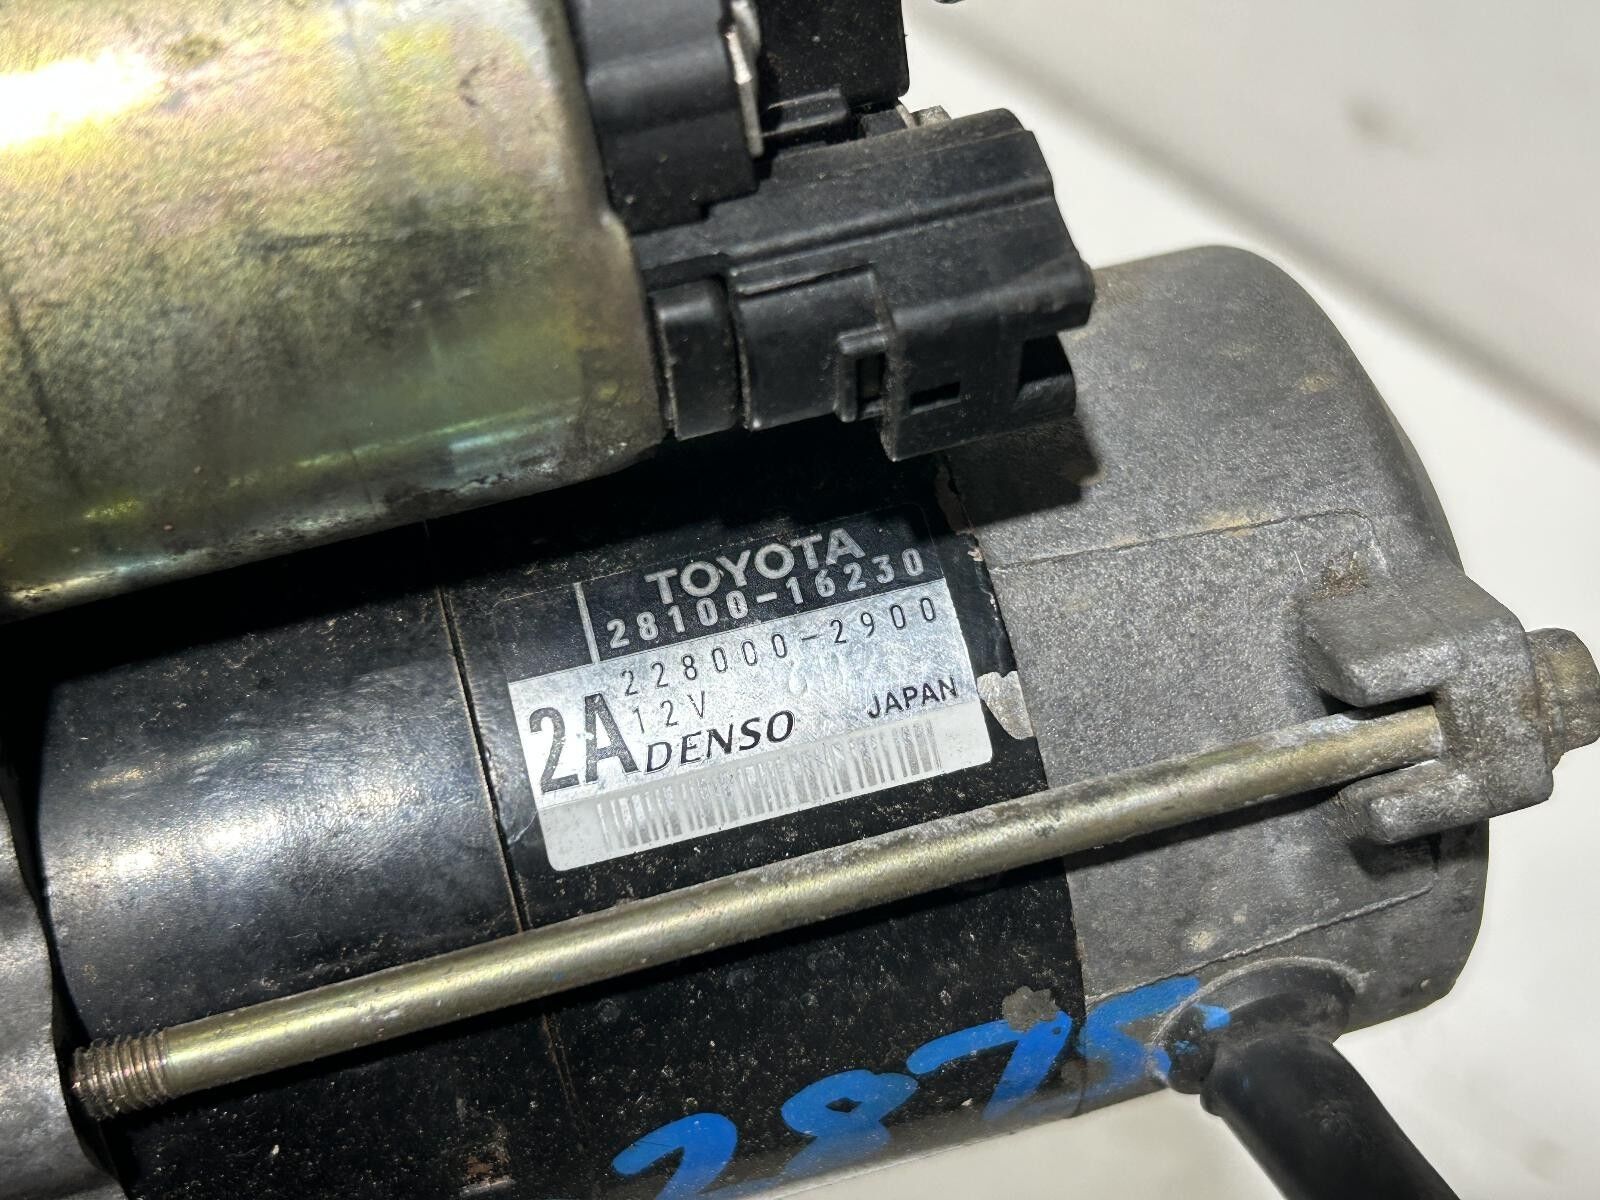 TOYOTA
28100-16230
228000-2900
2A
12V
DENSO
JAPAN
2875